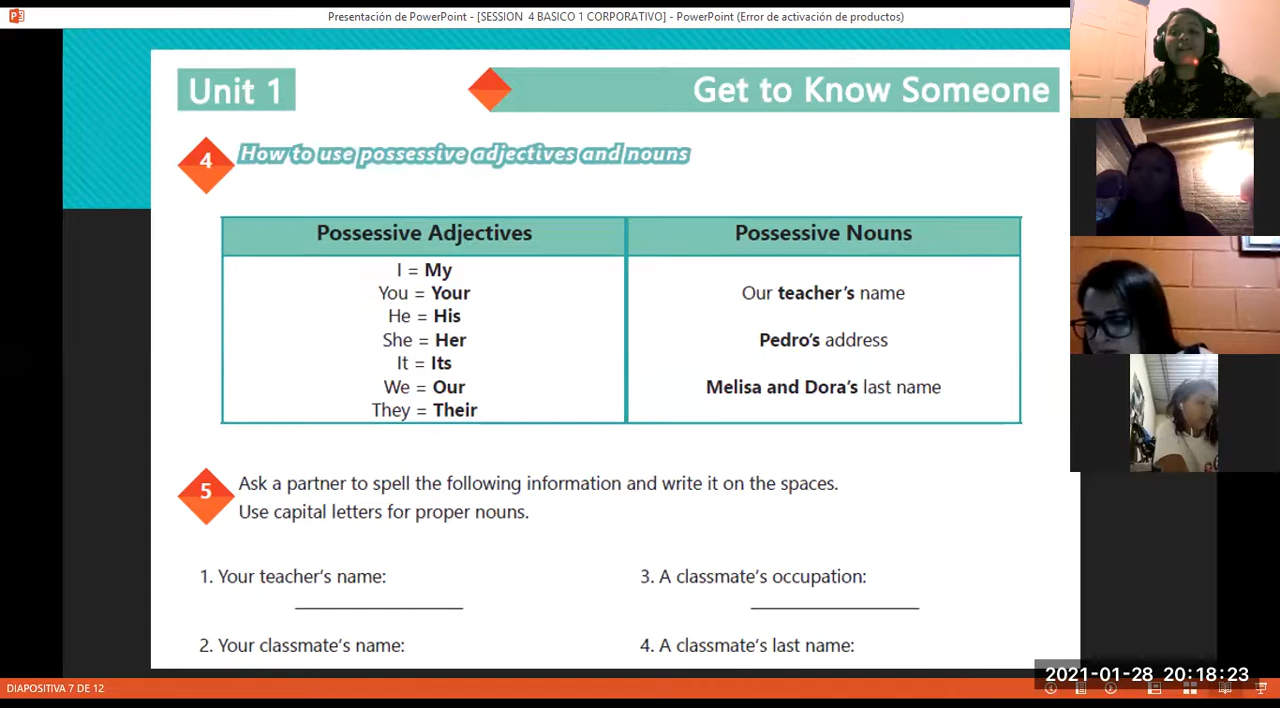 Presentación de PowerPoint - [SESSION 4 BASICO 1 CORPORATIVO] - PowerPoint (Error de activación de productos)
Unit 1
Get to Know Someone
4
How to use possessive adjectives and nouns
Possessive Adjectives
Possessive Nouns
I = My
You = Your
He = His
She = Her
It = Its
We = Our
They = Their
Our teacher's name
Pedro's address
Melisa and Dora's last name
5
Ask a partner to spell the following information and write it on the spaces.
Use capital letters for proper nouns.
1. Your teacher's name:
3. A classmate's occupation:
2. Your classmate's name:
4. A classmate's last name:
2021-01-28 20:18:23
DIAPOSITIVA 7 DE 12